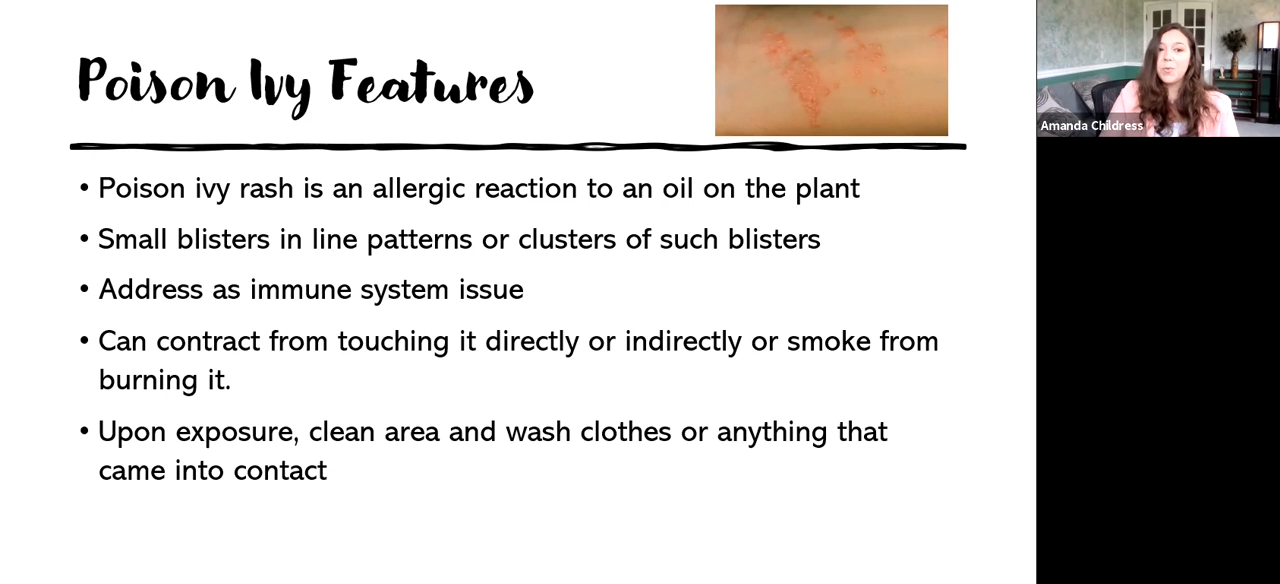 Poison Ivy Features
Amanda Childress
• Poison ivy rash is an allergic reaction to an oil on the plant
• Small blisters in line patterns or clusters of such blisters
• Address as immune system issue
• Can contract from touching it directly or indirectly or smoke from
burning it.
• Upon exposure, clean area and wash clothes or anything that
came into contact